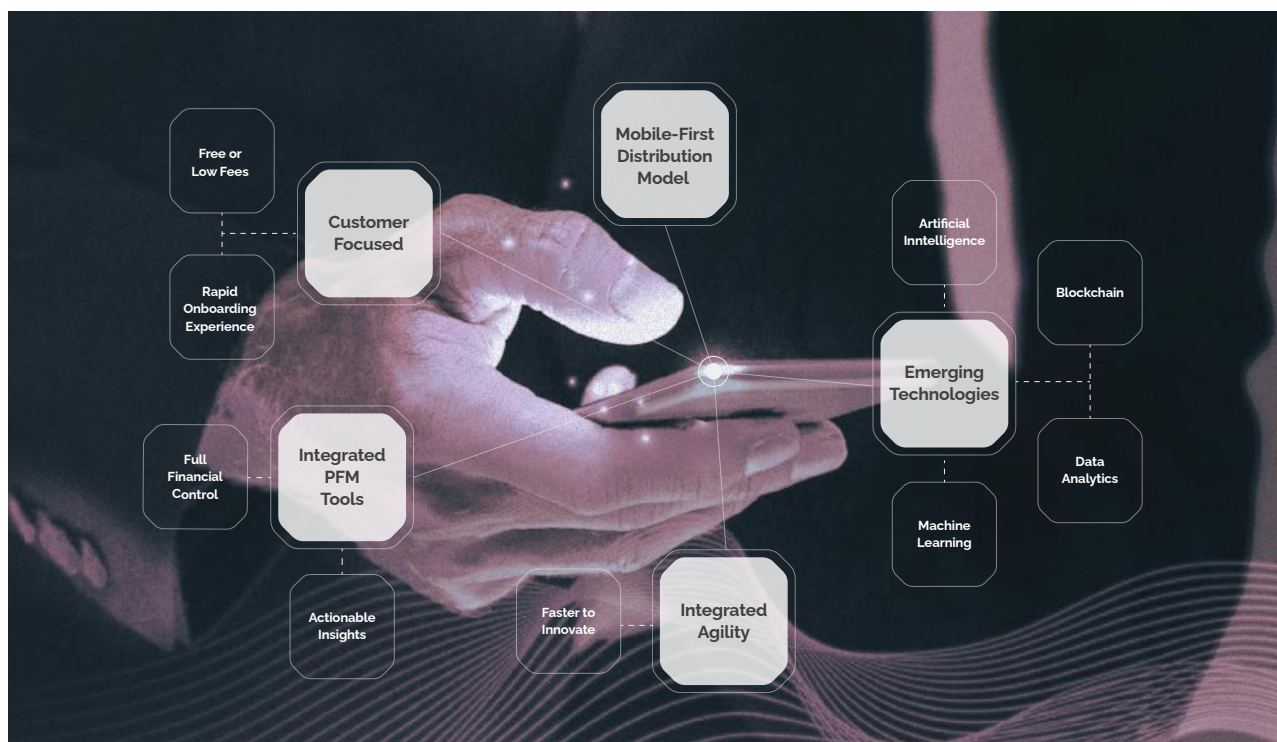 Free or
Low Fees
Customer
Focused
Rapid
Onboarding
Experience
Mobile-First
Distribution
Model
Artificial
Inntelligence
Blockchain
Emerging
Technologies
Data
Analytics
Machine
Learning
Full
Financial
Control
Integrated
PFM
Tools
Actionable
Insights
Faster to
Innovate
Integrated
Agility